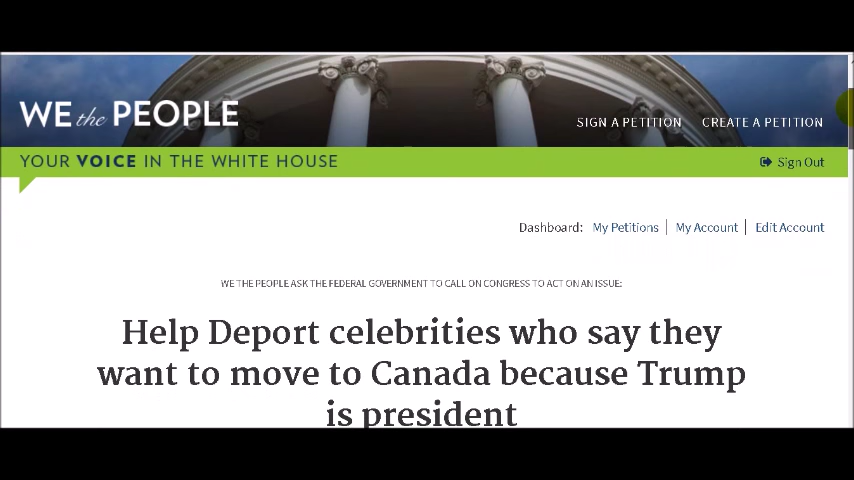 WE the PEOPLE
SIGN A PETITION CREATE A PETITION
YOUR VOICE IN THE WHITE HOUSE
Sign Out
Dashboard: My Petitions | My Account | Edit Account
WE THE PEOPLE ASK THE FEDERAL GOVERNMENT TO CALL ON CONGRESS TO ACT ON AN ISSUE:
Help Deport celebrities who say they
want to move to Canada because Trump
is president